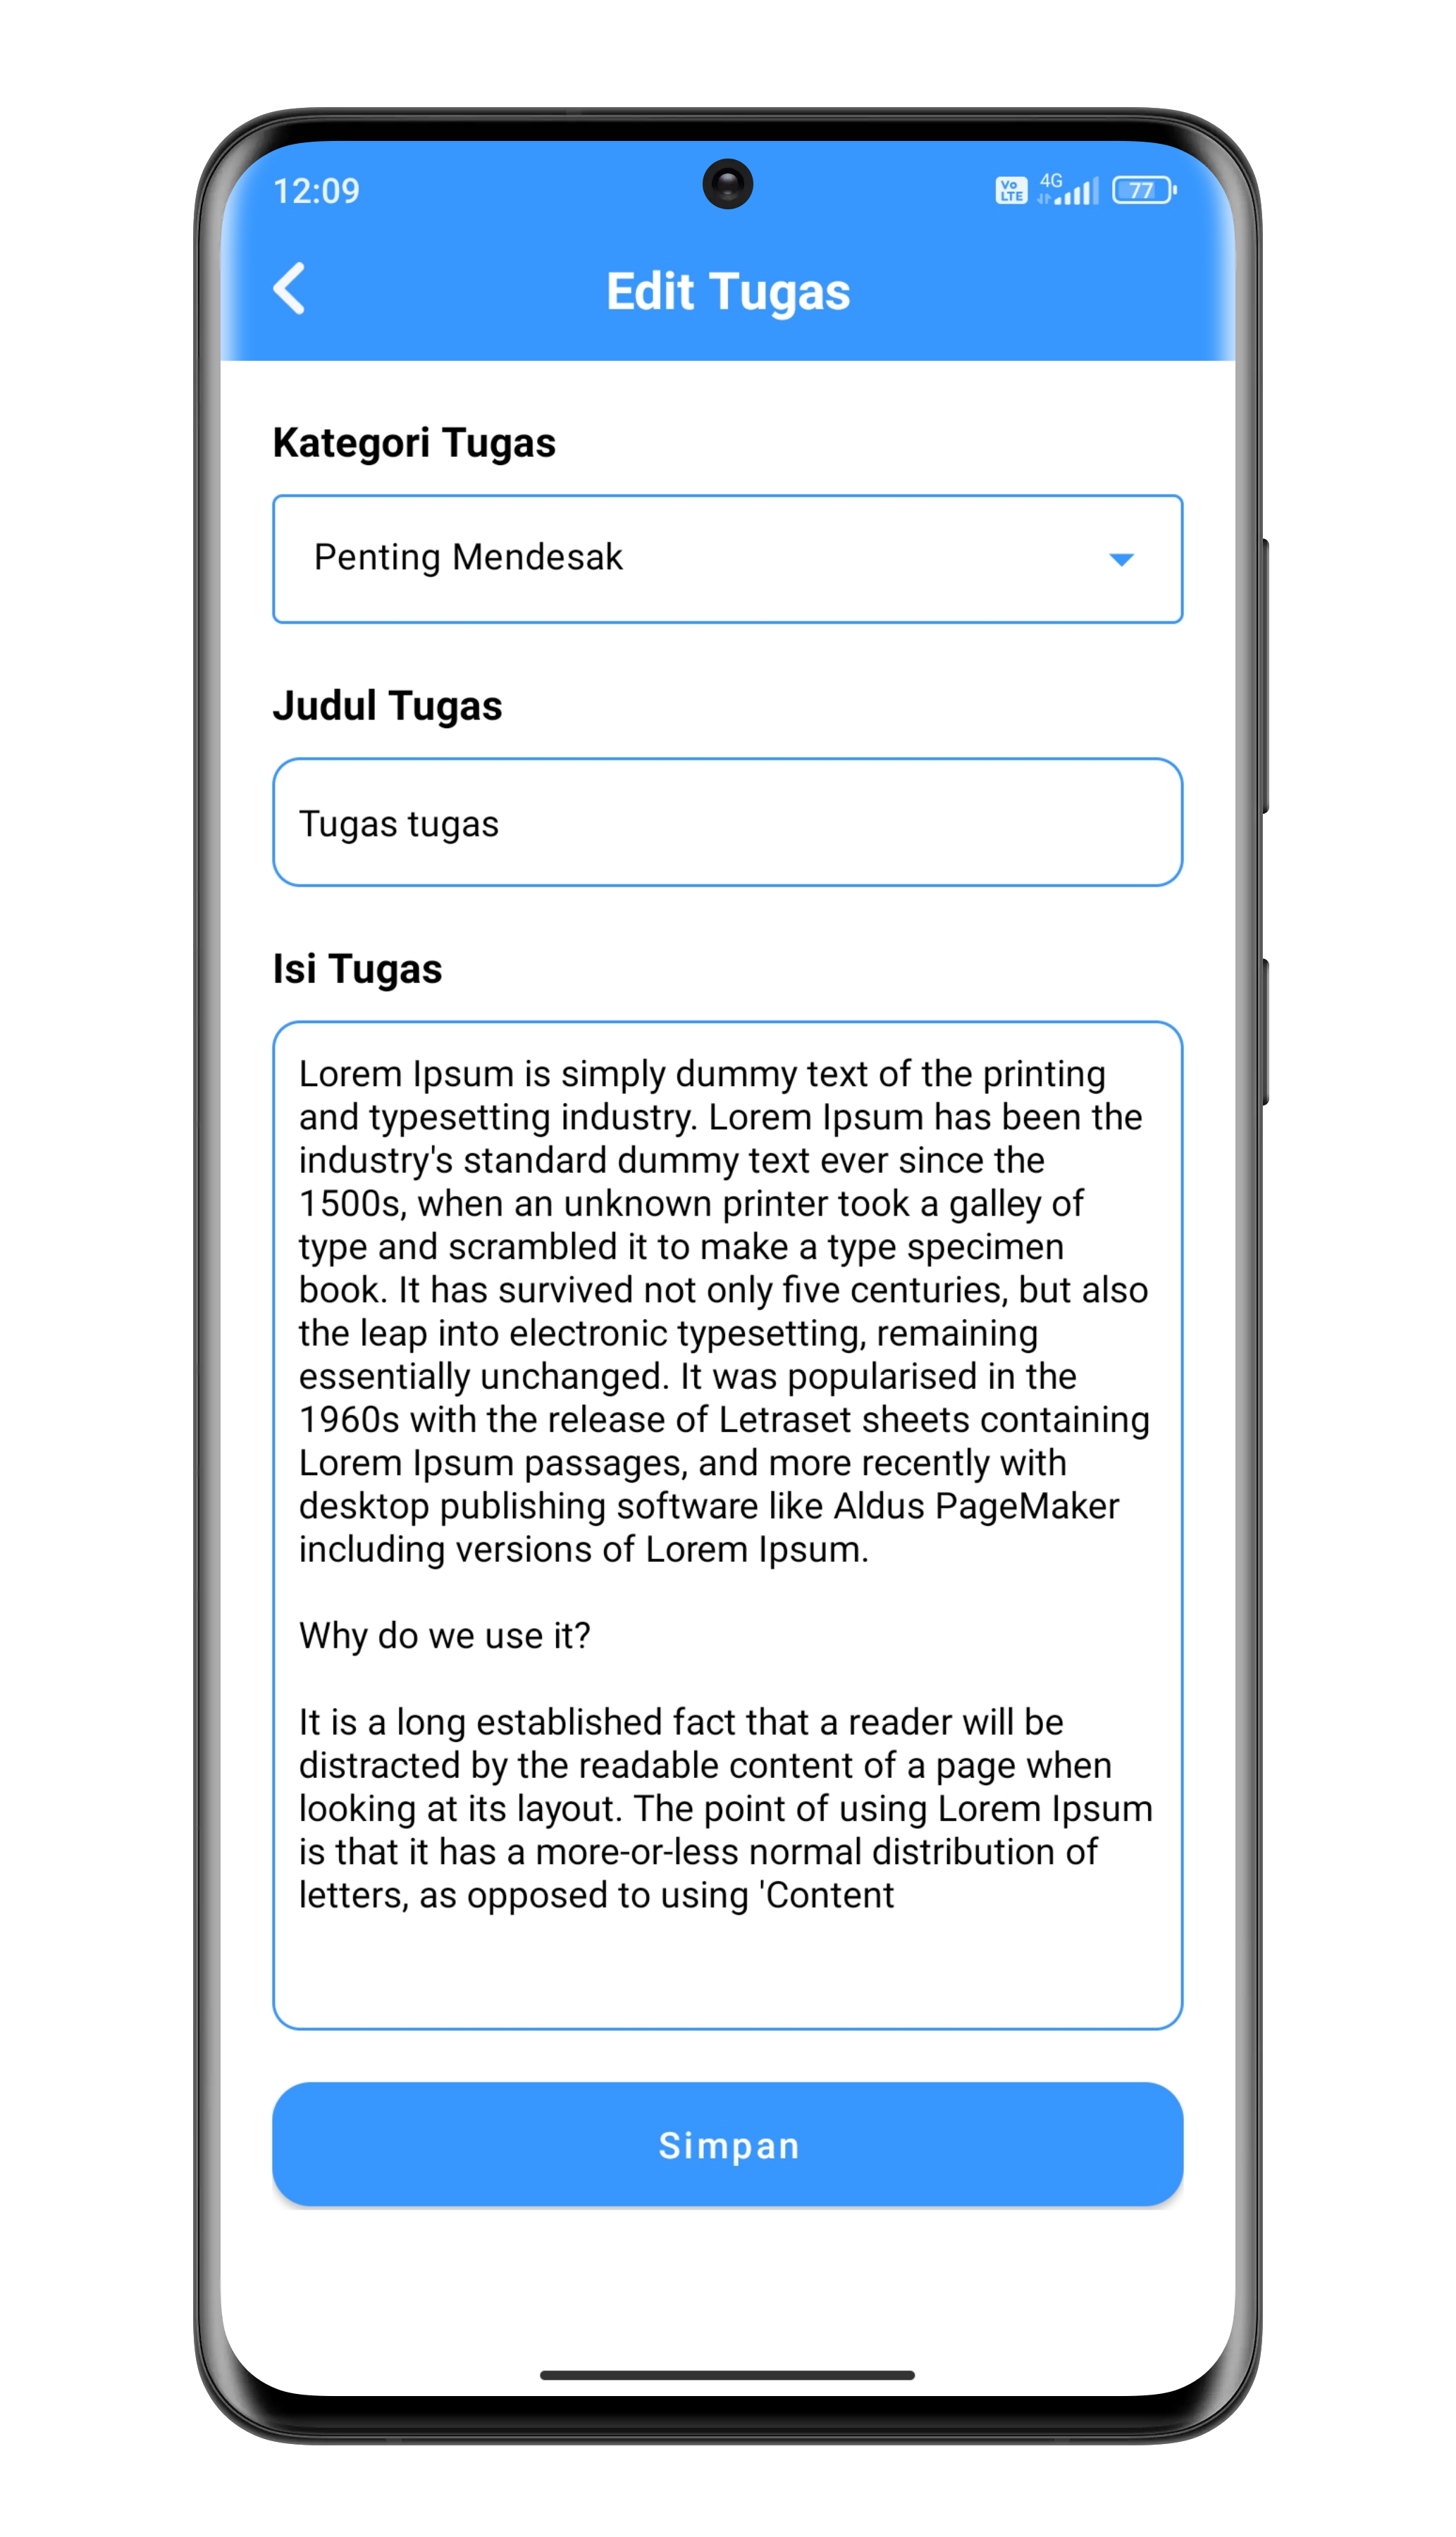 12:09
Vo LTE 4G 77
Edit Tugas
Kategori Tugas
Penting Mendesak
Judul Tugas
Tugas tugas
Isi Tugas
Lorem Ipsum is simply dummy text of the printing
and typesetting industry. Lorem Ipsum has been the
industry's standard dummy text ever since the
1500s, when an unknown printer took a galley of
type and scrambled it to make a type specimen
book. It has survived not only five centuries, but also
the leap into electronic typesetting, remaining
essentially unchanged. It was popularised in the
1960s with the release of Letraset sheets containing
Lorem Ipsum passages, and more recently with
desktop publishing software like Aldus PageMaker
including versions of Lorem Ipsum.
Why do we use it?
It is a long established fact that a reader will be
distracted by the readable content of a page when
looking at its layout. The point of using Lorem Ipsum
is that it has a more-or-less normal distribution of
letters, as opposed to using 'Content
Simpan